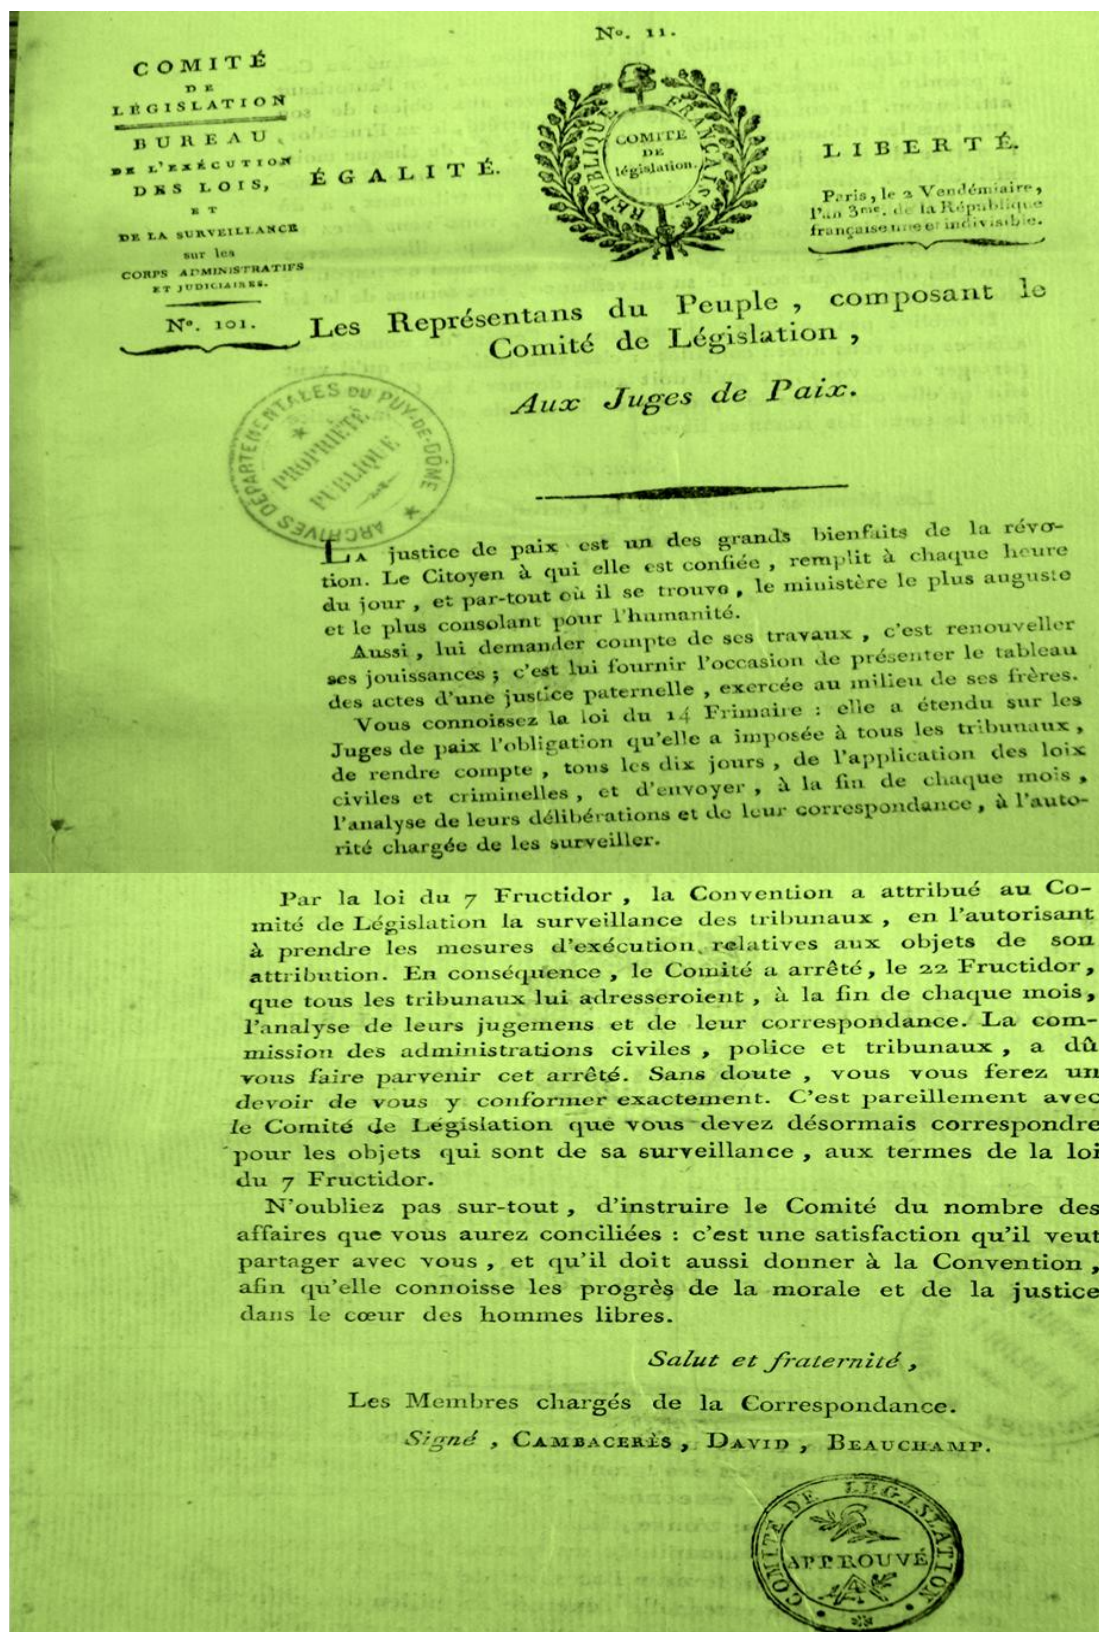 Nº. 11.
COMITÉ
DE
LÉGISLATION
BUREAU
DE L'EXÉCUTION
DES LOIS,
ET
DE LA SURVEILLANCE
sur les
CORPS ADMINISTRATIFS
ET JUDICIAIRES.
Nº. 101.
ÉGALITÉ.
RÉPUBLIQUE FRANÇAISE
COMITÉ
DE
législation.
LIBERTÉ.
Paris, le 2 Vendémiaire,
l'an 3me. de la République
française une et indivisible.
Les Représentans du Peuple, composant le
Comité de Législation,
Aux Juges de Paix.
ARCHIVES DÉPARTEMENTALES DU PUY-DE-DÔME
PROPRIÉTÉ
PUBLIQUE
LA justice de paix est un des grands bienfaits de la révo-
tion. Le Citoyen à qui elle est confiée, remplit à chaque heure
du jour, et par-tout où il se trouve, le ministère le plus auguste
et le plus consolant pour l'humanité.
Aussi, lui demander compte de ses travaux, c'est renouveller
ses jouissances; c'est lui fournir l'occasion de présenter le tableau
des actes d'une justice paternelle, exercée au milieu de ses frères.
Vous connoissez la loi du 14 Frimaire : elle a étendu sur les
Juges de paix l'obligation qu'elle a imposée à tous les tribunaux,
de rendre compte, tous les dix jours, de l'application des loix
civiles et criminelles, et d'envoyer, à la fin de chaque mois,
l'analyse de leurs délibérations et de leur correspondance, à l'auto-
rité chargée de les surveiller.
Par la loi du 7 Fructidor, la Convention a attribué au Co-
mité de Législation la surveillance des tribunaux, en l'autorisant
à prendre les mesures d'exécution relatives aux objets de son
attribution. En conséquence, le Comité a arrêté, le 22 Fructidor,
que tous les tribunaux lui adresseroient, à la fin de chaque mois,
l'analyse de leurs jugemens et de leur correspondance. La com-
mission des administrations civiles, police et tribunaux, a dû
vous faire parvenir cet arrêté. Sans doute, vous vous ferez un
devoir de vous y conformer exactement. C'est pareillement avec
le Comité de Législation que vous devez désormais correspondre
pour les objets qui sont de sa surveillance, aux termes de la loi
du 7 Fructidor.
N'oubliez pas sur-tout, d'instruire le Comité du nombre des
affaires que vous aurez conciliées : c'est une satisfaction qu'il veut
partager avec vous, et qu'il doit aussi donner à la Convention,
afin qu'elle connoisse les progrès de la morale et de la justice
dans le cœur des hommes libres.
Salut et fraternité,
Les Membres chargés de la Correspondance.
Signé, CAMBACERÈS, DAVID, BEAUCHAMP.
COMITÉ DE LÉGISLATION
APPROUVÉ